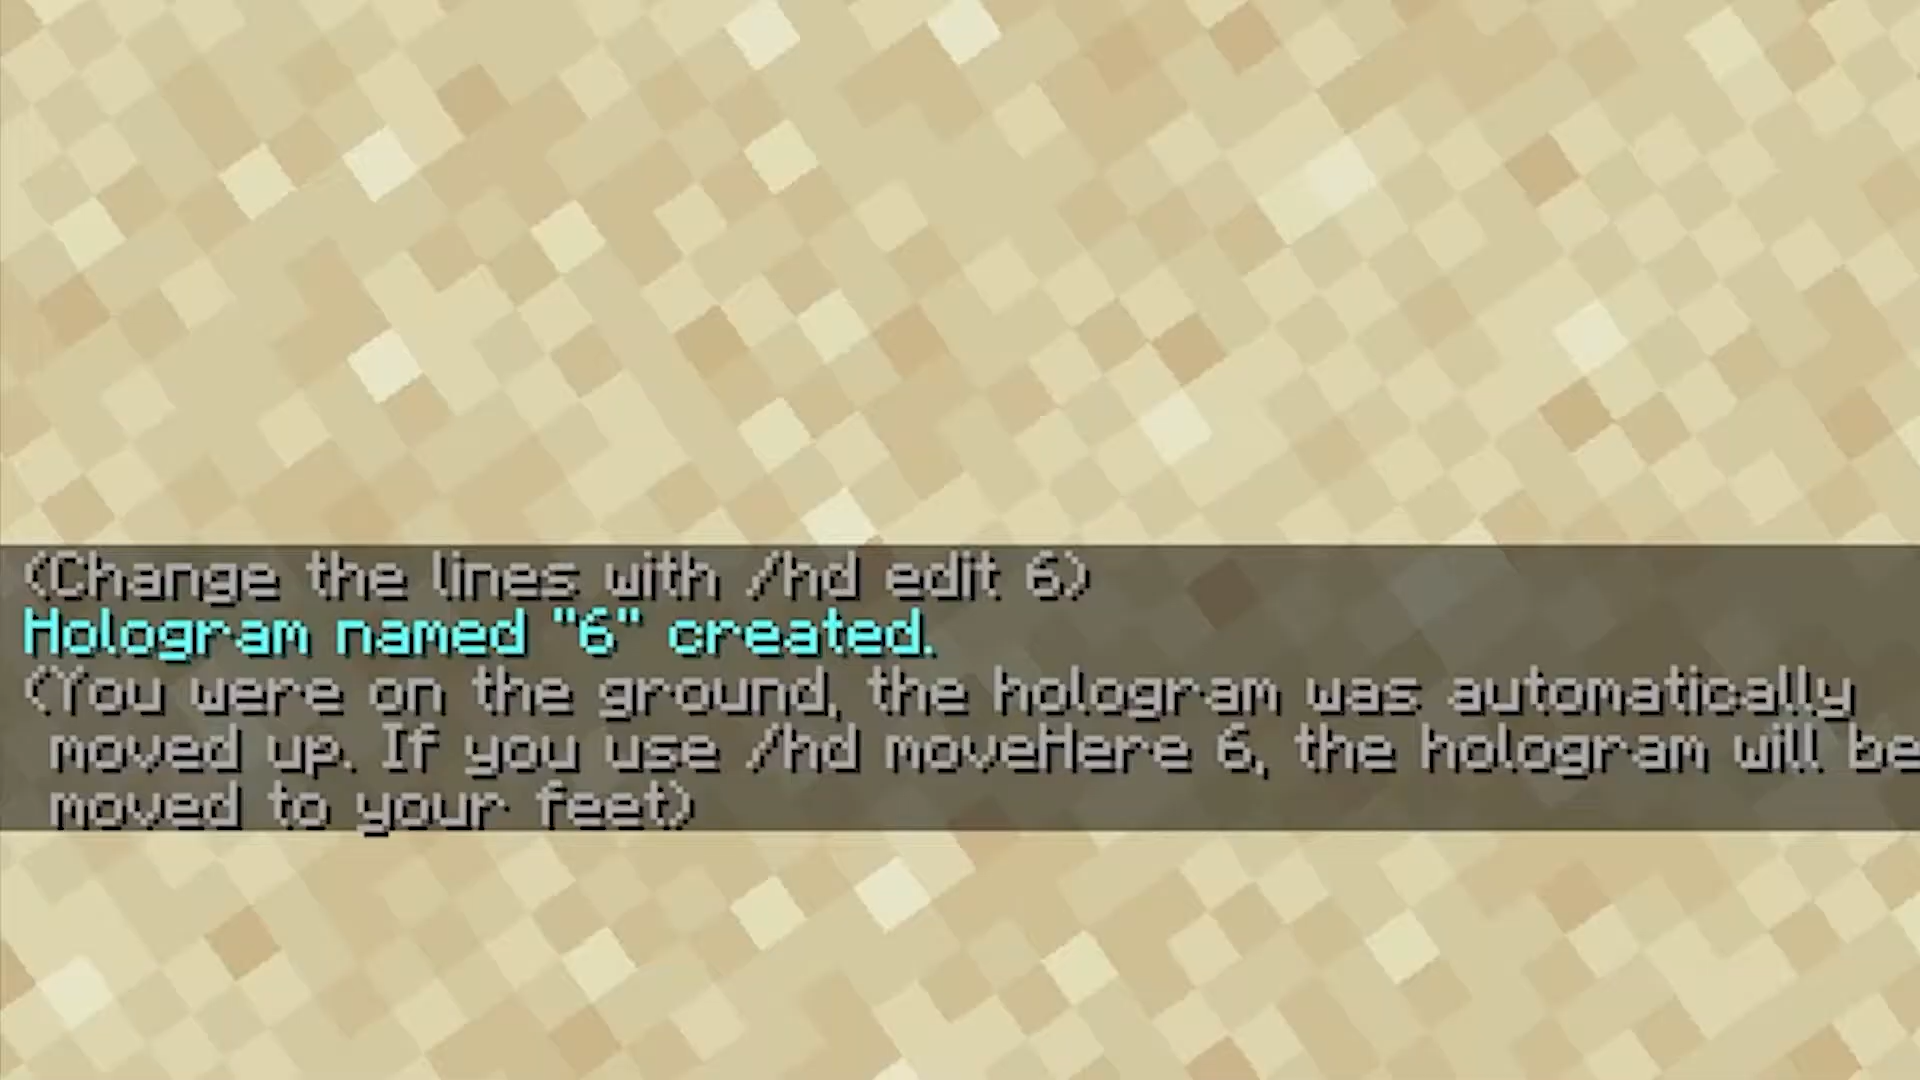 (Change the lines with /hd edit 6)
Hologram named "6" created.
(You were on the ground, the hologram was automatically
moved up. If you use /hd moveHere 6, the hologram will be
moved to your feet)